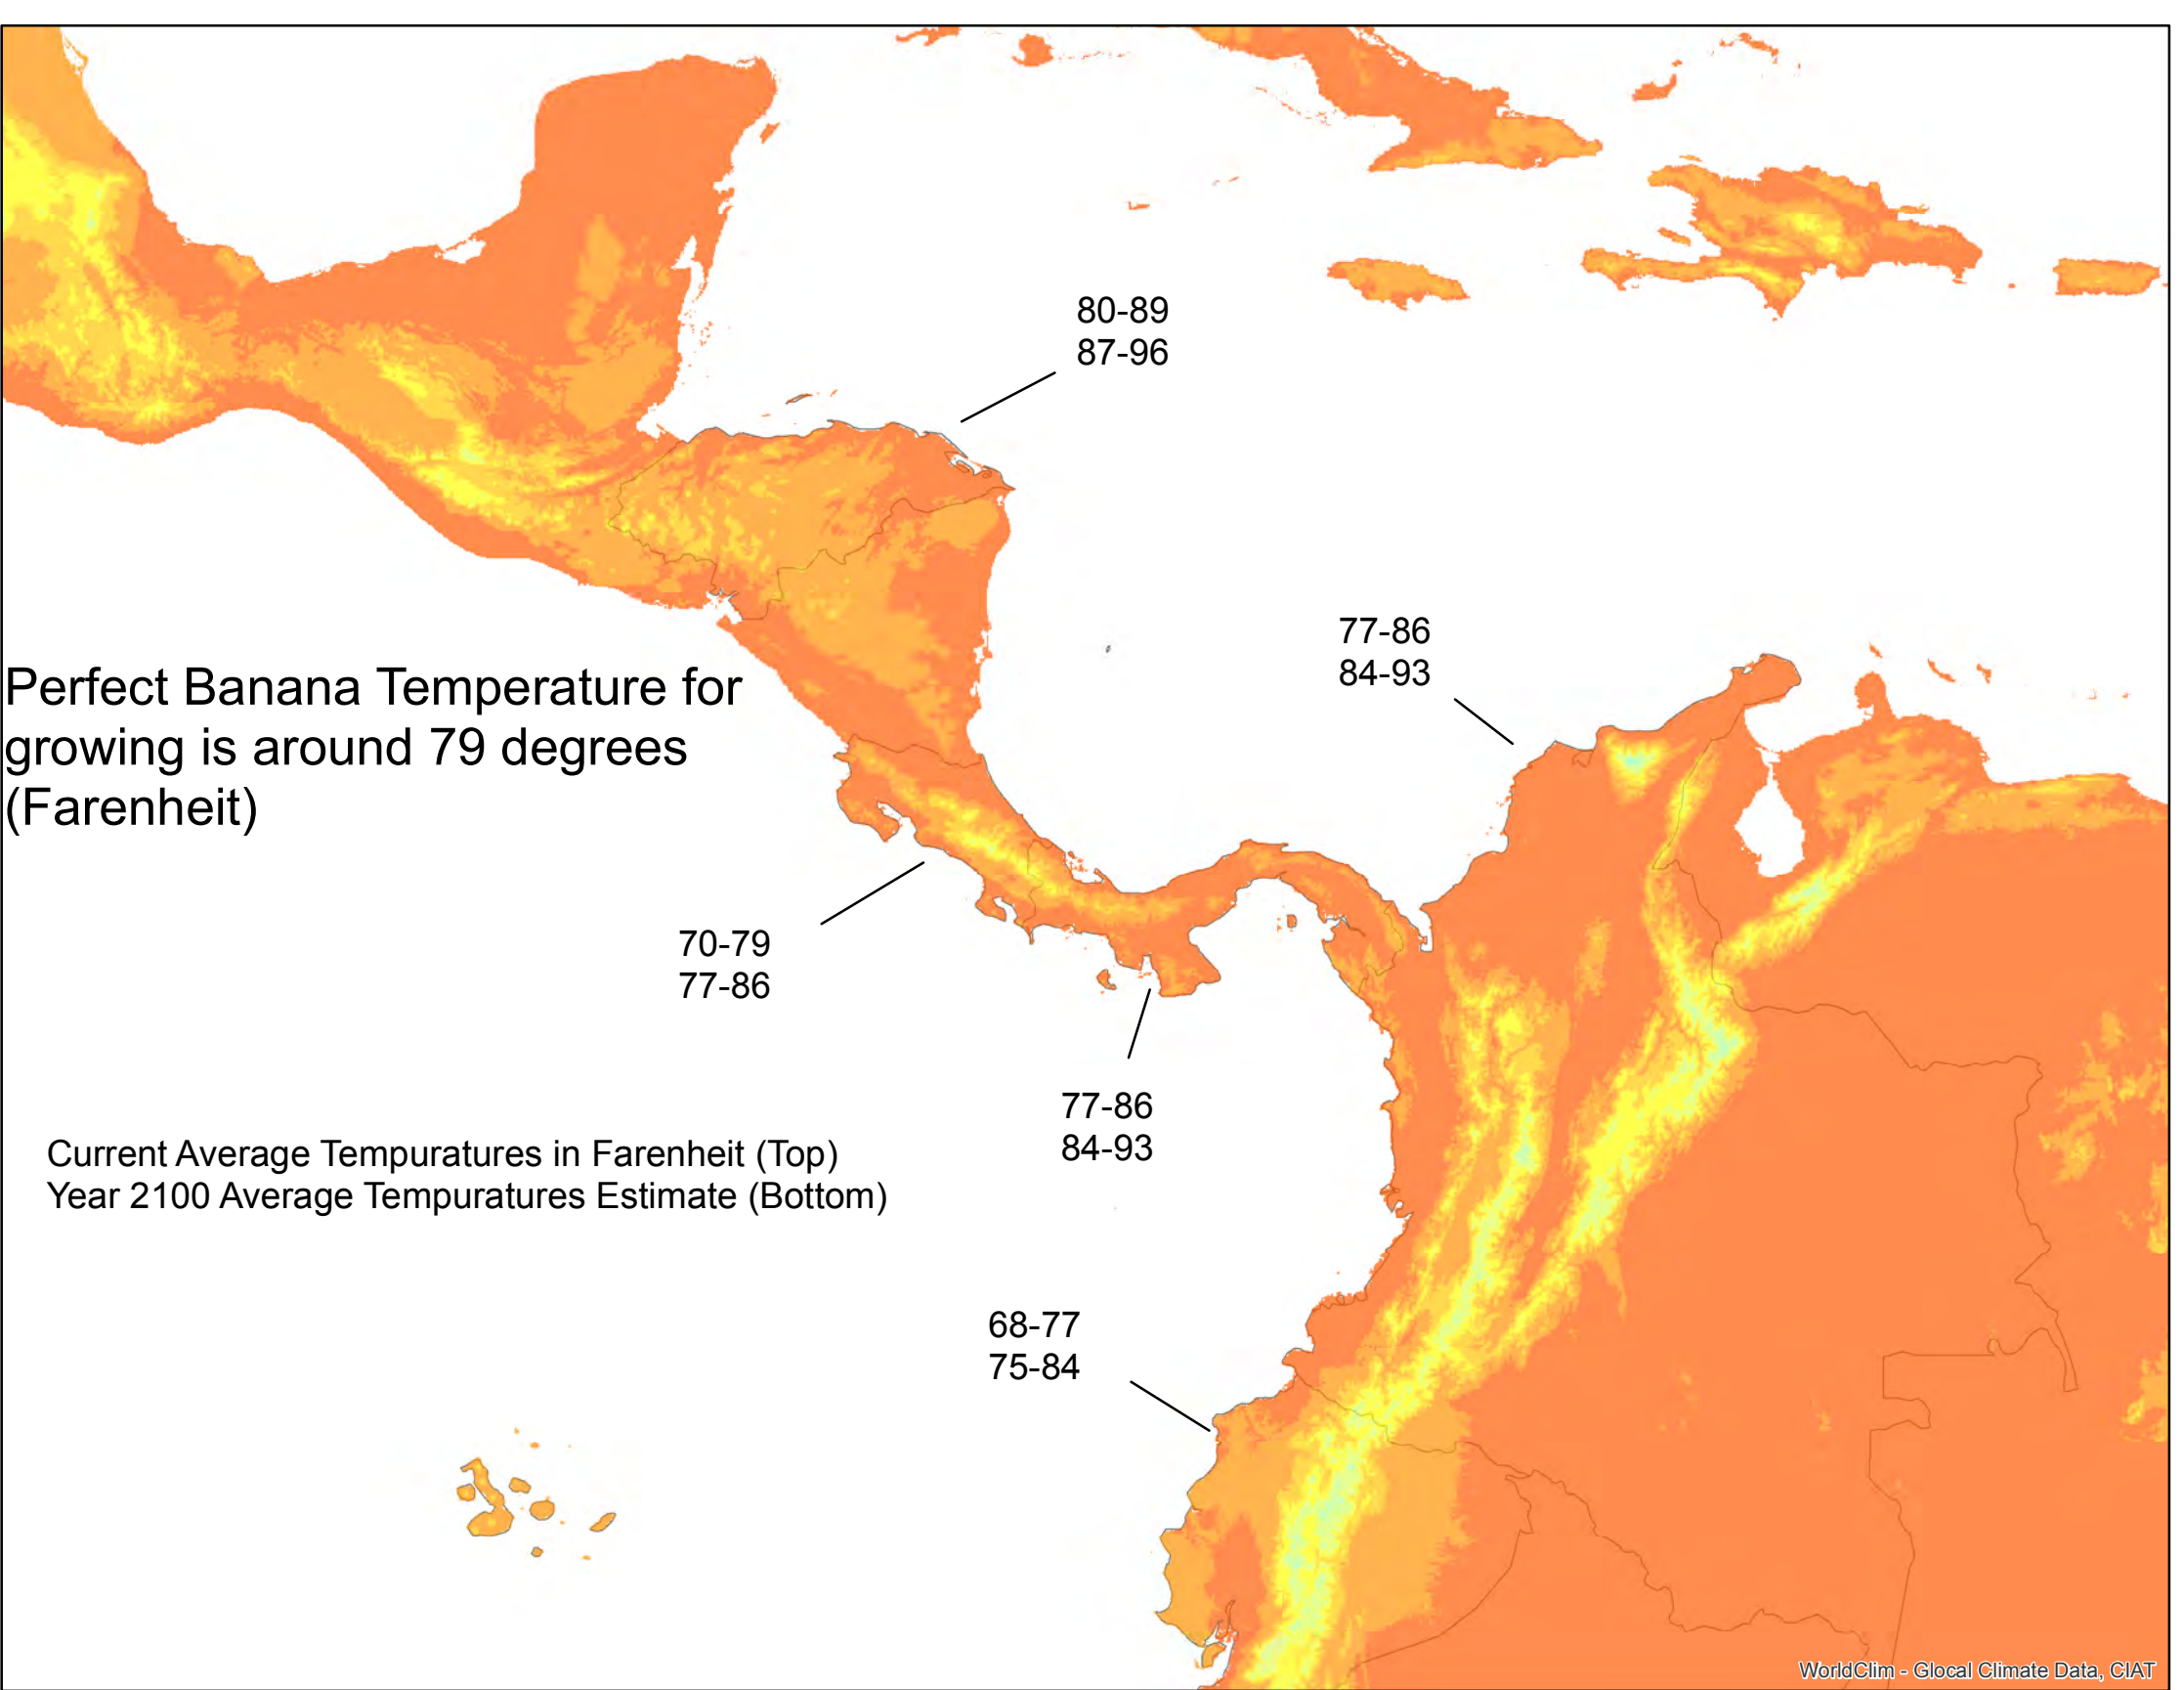 80-89
87-96
77-86
84-93
Perfect Banana Temperature for
growing is around 79 degrees
(Farenheit)
70-79
77-86
77-86
84-93
Current Average Tempuratures in Farenheit (Top)
Year 2100 Average Tempuratures Estimate (Bottom)
68-77
75-84
WorldClim - Glocal Climate Data, CIAT